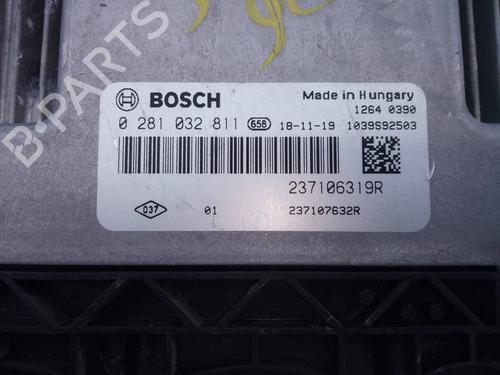 B-PARTS
BOSCH
Made in Hungary
1264 0390
0 281 032 811 658 18-11-19 1039S92503
237106319R
037 01 237107632R